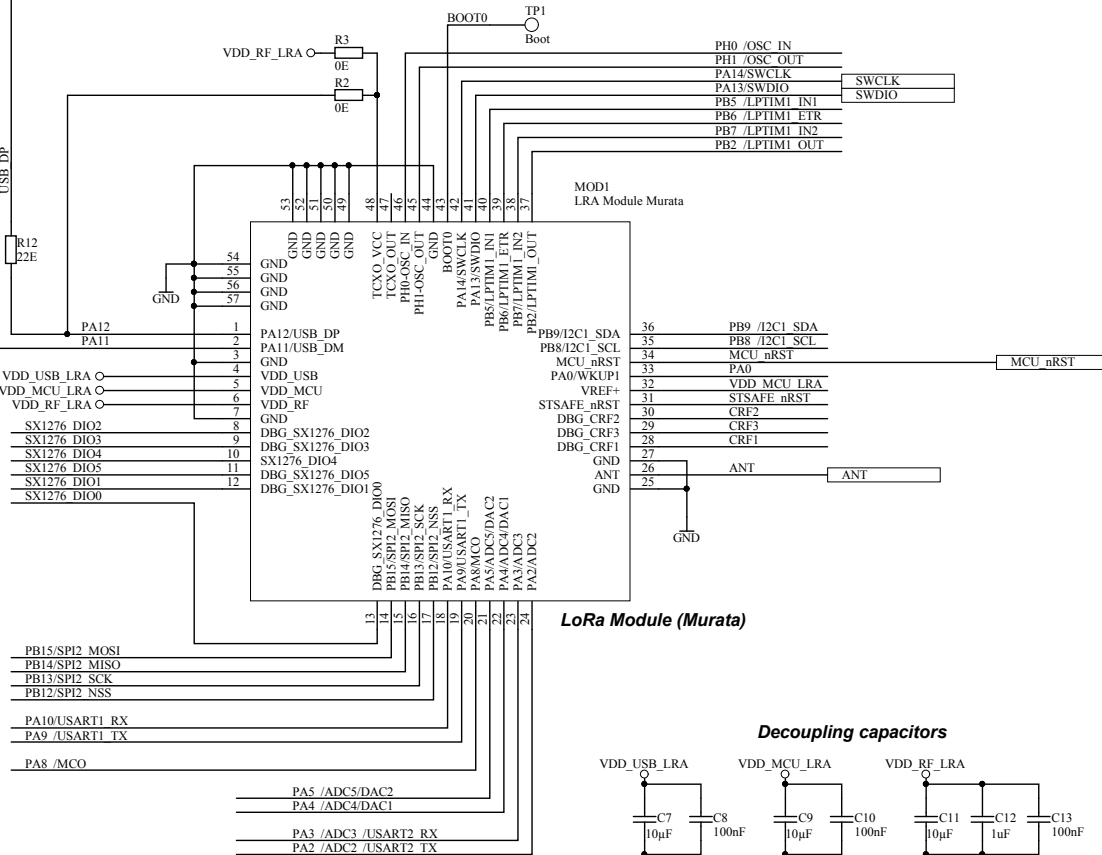 BOOT0
TP1
Boot
R3
VDD_RF_LRA
0E
R2
0E
PH0 /OSC_IN
PH1 /OSC_OUT
PA14/SWCLK
SWCLK
PA13/SWDIO
SWDIO
PB5 /LPTIM1_IN1
PB6 /LPTIM1_ETR
PB7 /LPTIM1_IN2
PB2 /LPTIM1_OUT
USB_DP
R12
22E
MOD1
LRA Module Murata
53
52
51
50
49
48
47
46
45
44
43
42
41
40
39
38
37
GND
GND
GND
GND
GND
TCXO_VCC
TCXO_OUT
PH0-OSC_IN
PH1-OSC_OUT
GND
BOOT0
PA14/SWCLK
PA13/SWDIO
PB5/LPTIM1_IN1
PB6/LPTIM1_ETR
PB7/LPTIM1_IN2
PB2/LPTIM1_OUT
GND
54 GND
55 GND
56 GND
57 GND
PA12 1 PA12/USB_DP
PA11 2 PA11/USB_DM
3 GND
VDD_USB_LRA 4 VDD_USB
VDD_MCU_LRA 5 VDD_MCU
VDD_RF_LRA 6 VDD_RF
7 GND
SX1276_DIO2 8 DBG_SX1276_DIO2
SX1276_DIO3 9 DBG_SX1276_DIO3
SX1276_DIO4 10 SX1276_DIO4
SX1276_DIO5 11 DBG_SX1276_DIO5
SX1276_DIO1 12 DBG_SX1276_DIO1
SX1276_DIO0
PB9/I2C1_SDA 36 PB9 /I2C1_SDA
PB8/I2C1_SCL 35 PB8 /I2C1_SCL
MCU_nRST 34 MCU_nRST
MCU_nRST
PA0/WKUP1 33 PA0
VREF+ 32 VDD_MCU_LRA
STSAFE_nRST 31 STSAFE_nRST
DBG_CRF2 30 CRF2
DBG_CRF3 29 CRF3
DBG_CRF1 28 CRF1
GND 27
ANT 26 ANT
ANT
GND 25
GND
DBG_SX1276_DIO0
PB15/SPI2_MOSI
PB14/SPI2_MISO
PB13/SPI2_SCK
PB12/SPI2_NSS
PA10/USART1_RX
PA9/USART1_TX
PA8/MCO
PA5/ADC5/DAC2
PA4/ADC4/DAC1
PA3/ADC3
PA2/ADC2
13
14
15
16
17
18
19
20
21
22
23
24
LoRa Module (Murata)
PB15/SPI2_MOSI
PB14/SPI2_MISO
PB13/SPI2_SCK
PB12/SPI2_NSS
PA10/USART1_RX
PA9 /USART1_TX
PA8 /MCO
PA5 /ADC5/DAC2
PA4 /ADC4/DAC1
PA3 /ADC3 /USART2_RX
PA2 /ADC2 /USART2_TX
Decoupling capacitors
VDD_USB_LRA
C7
10µF
C8
100nF
VDD_MCU_LRA
C9
10µF
C10
100nF
VDD_RF_LRA
C11
10µF
C12
1uF
C13
100nF